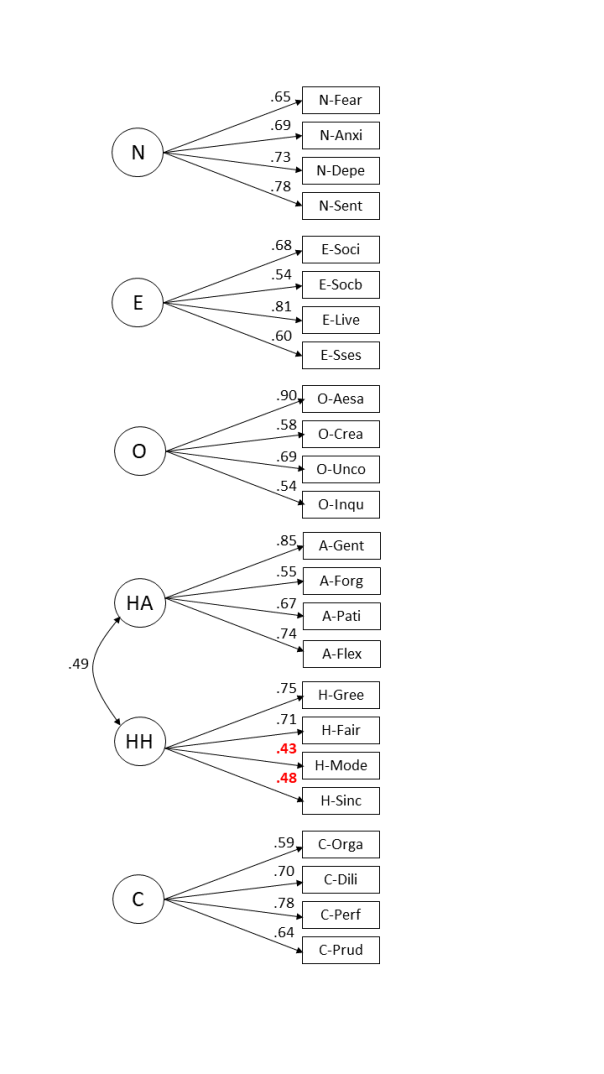 .65 N-Fear
.69 N-Anxi
N
.73 N-Depe
.78 N-Sent
.68 E-Soci
.54 E-Socb
E
.81 E-Live
.60 E-Sses
.90 O-Aesa
.58 O-Crea
O
.69 O-Unco
.54 O-Inqu
.85 A-Gent
.55 A-Forg
HA
.67 A-Pati
.74 A-Flex
.49
.75 H-Gree
.71 H-Fair
HH
.43 H-Mode
.48 H-Sinc
.59 C-Orga
.70 C-Dili
C
.78 C-Perf
.64 C-Prud